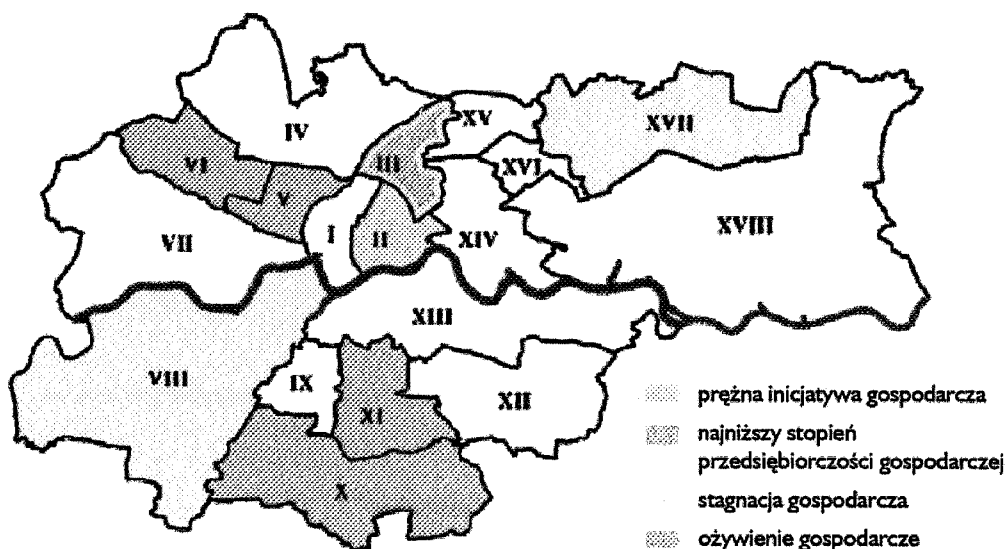 IV
XV
XVII
III
VI
XVI
V
XVIII
I
II
XIV
VII
XIII
VIII
IX
XII
XI
X
prężna inicjatywa gospodarcza
najniższy stopień
przedsiębiorczości gospodarczej
stagnacja gospodarcza
ożywienie gospodarcze